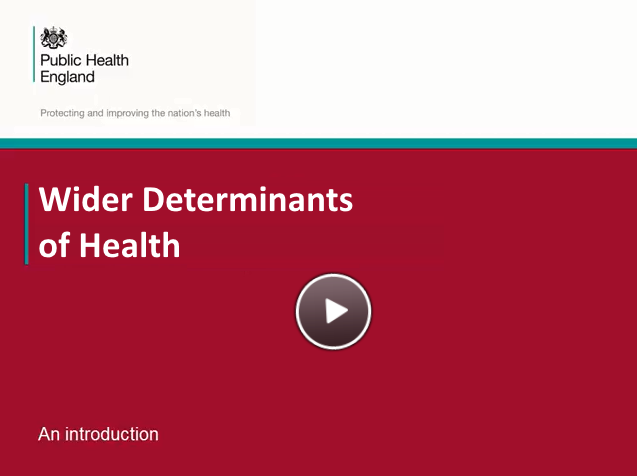 Public Health
England
Protecting and improving the nation's health
Wider Determinants
of Health
An introduction